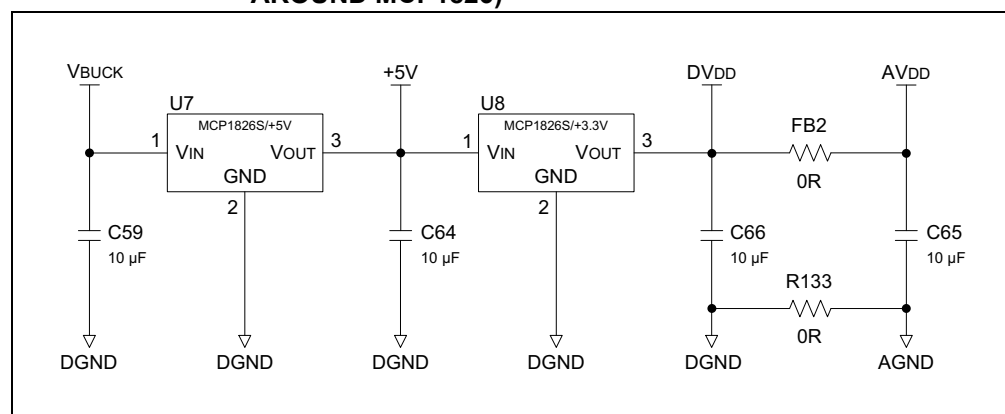 VBUCK +5V DVDD AVDD
U7 U8 FB2
MCP1826S/+5V MCP1826S/+3.3V
1 VIN VOUT 3 1 VIN VOUT 3
GND GND 0R
2 2
C59 C64 C66 C65
10 µF 10 µF 10 µF 10 µF
R133
0R
DGND DGND DGND DGND DGND AGND